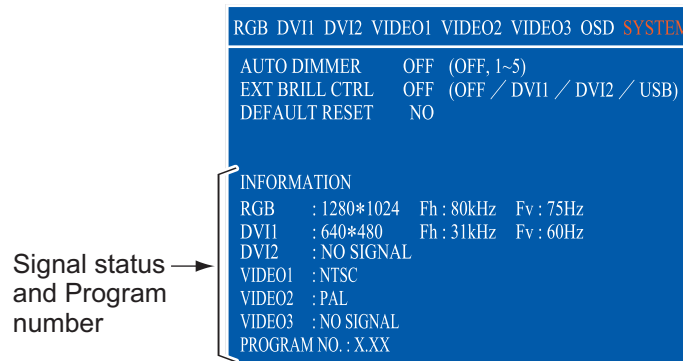 RGB DVI1 DVI2 VIDEO1 VIDEO2 VIDEO3 OSD SYSTEM
AUTO DIMMER OFF (OFF, 1~5)
EXT BRILL CTRL OFF (OFF / DVI1 / DVI2 / USB)
DEFAULT RESET NO
INFORMATION
RGB : 1280*1024 Fh : 80kHz Fv : 75Hz
DVI1 : 640*480 Fh : 31kHz Fv : 60Hz
DVI2 : NO SIGNAL
VIDEO1 : NTSC
VIDEO2 : PAL
VIDEO3 : NO SIGNAL
PROGRAM NO. : X.XX
Signal status
and Program
number